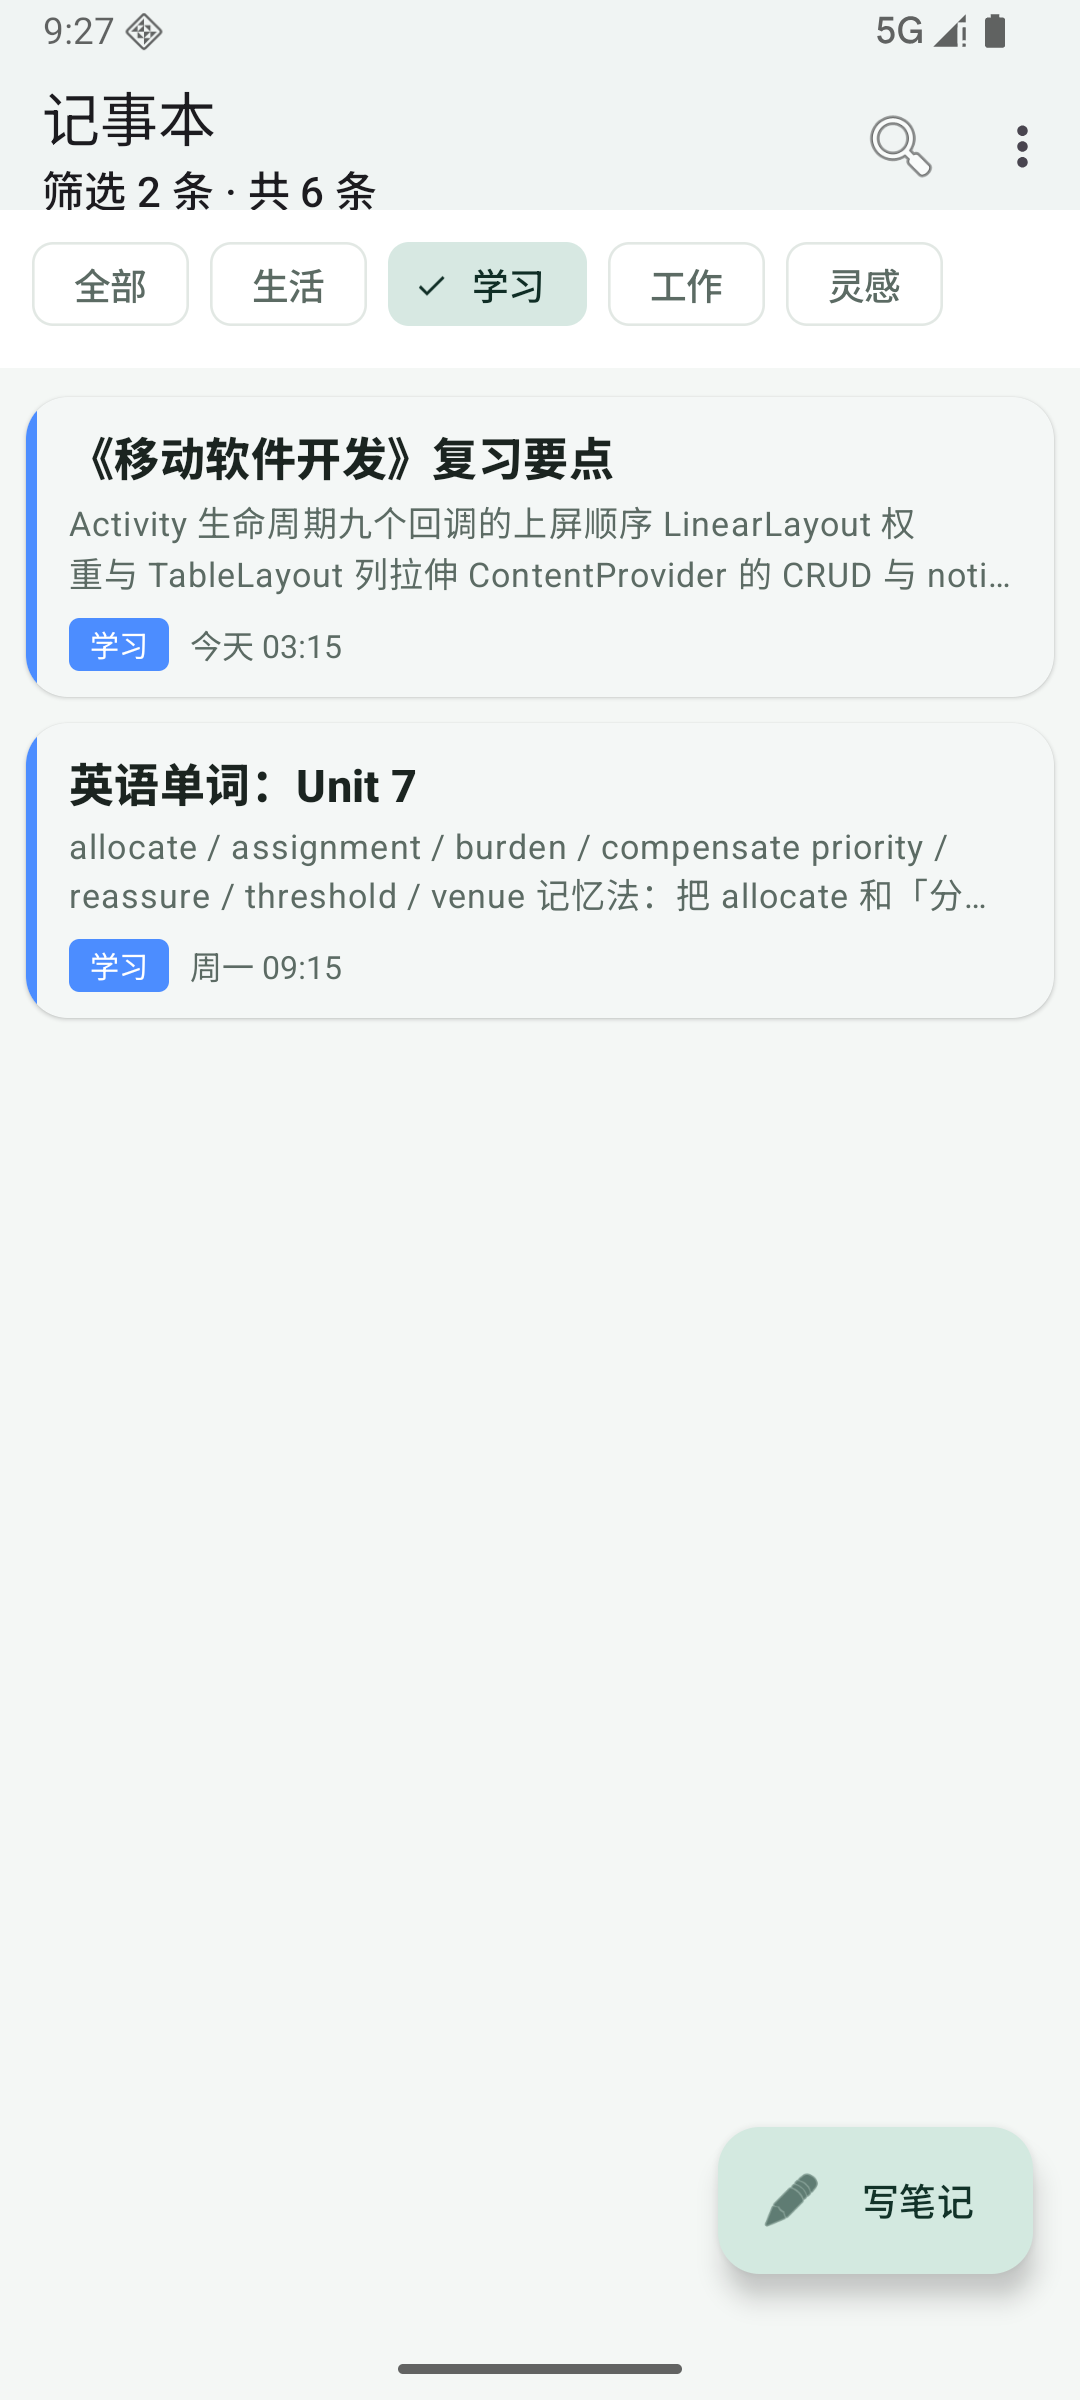 9:27
5G
记事本
筛选 2 条 · 共 6 条
全部
生活
学习
工作
灵感
《移动软件开发》复习要点
Activity 生命周期九个回调的上屏顺序 LinearLayout 权
重与 TableLayout 列拉伸 ContentProvider 的 CRUD 与 noti…
学习
今天 03:15
英语单词：Unit 7
allocate / assignment / burden / compensate priority /
reassure / threshold / venue 记忆法：把 allocate 和「分…
学习
周一 09:15
写笔记